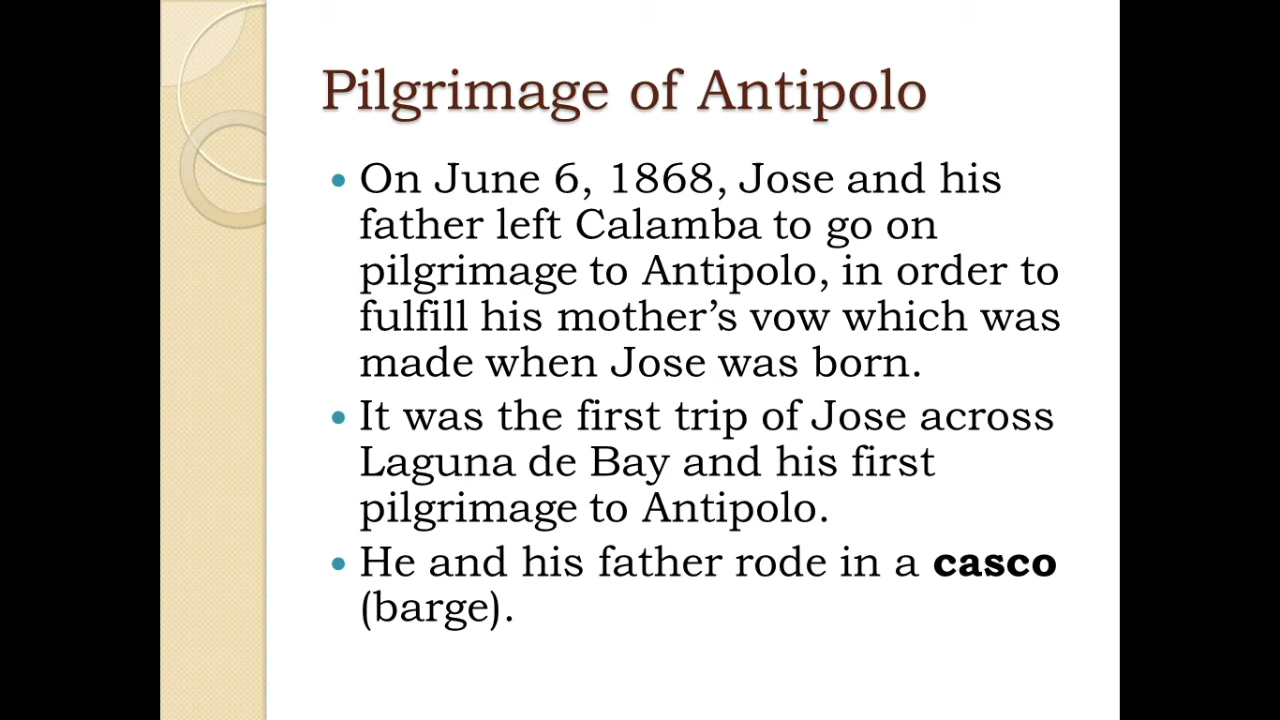 Pilgrimage of Antipolo
• On June 6, 1868, Jose and his
father left Calamba to go on
pilgrimage to Antipolo, in order to
fulfill his mother’s vow which was
made when Jose was born.
• It was the first trip of Jose across
Laguna de Bay and his first
pilgrimage to Antipolo.
• He and his father rode in a casco
(barge).